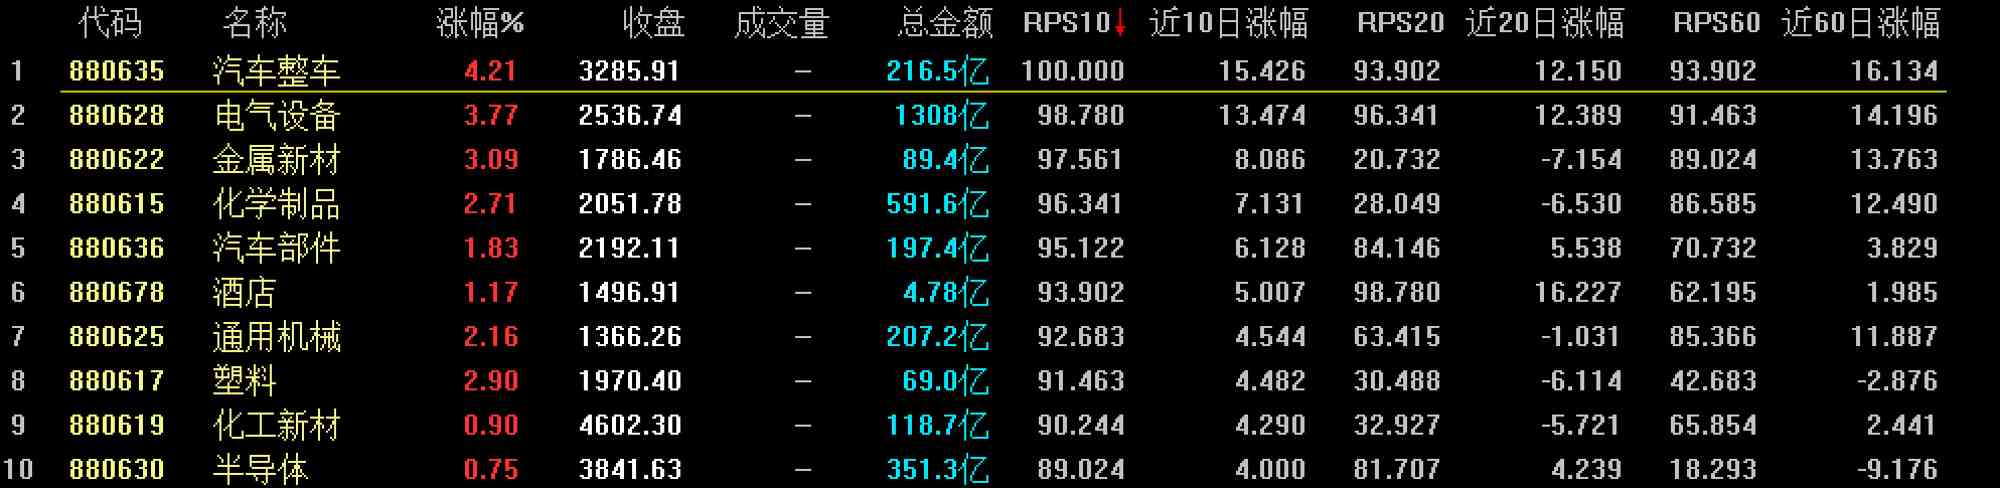 代码 名称 涨幅% 收盘 成交量 总金额 RPS10↓ 近10日涨幅 RPS20 近20日涨幅 RPS60 近60日涨幅
1 880635 汽车整车 4.21 3285.91 – 216.5亿 100.000 15.426 93.902 12.150 93.902 16.134
2 880628 电气设备 3.77 2536.74 – 1308亿 98.780 13.474 96.341 12.389 91.463 14.196
3 880622 金属新材 3.09 1786.46 – 89.4亿 97.561 8.086 20.732 -7.154 89.024 13.763
4 880615 化学制品 2.71 2051.78 – 591.6亿 96.341 7.131 28.049 -6.530 86.585 12.490
5 880636 汽车部件 1.83 2192.11 – 197.4亿 95.122 6.128 84.146 5.538 70.732 3.829
6 880678 酒店 1.17 1496.91 – 4.78亿 93.902 5.007 98.780 16.227 62.195 1.985
7 880625 通用机械 2.16 1366.26 – 207.2亿 92.683 4.544 63.415 -1.031 85.366 11.887
8 880617 塑料 2.90 1970.40 – 69.0亿 91.463 4.482 30.488 -6.114 42.683 -2.876
9 880619 化工新材 0.90 4602.30 – 118.7亿 90.244 4.290 32.927 -5.721 65.854 2.441
10 880630 半导体 0.75 3841.63 – 351.3亿 89.024 4.000 81.707 4.239 18.293 -9.176